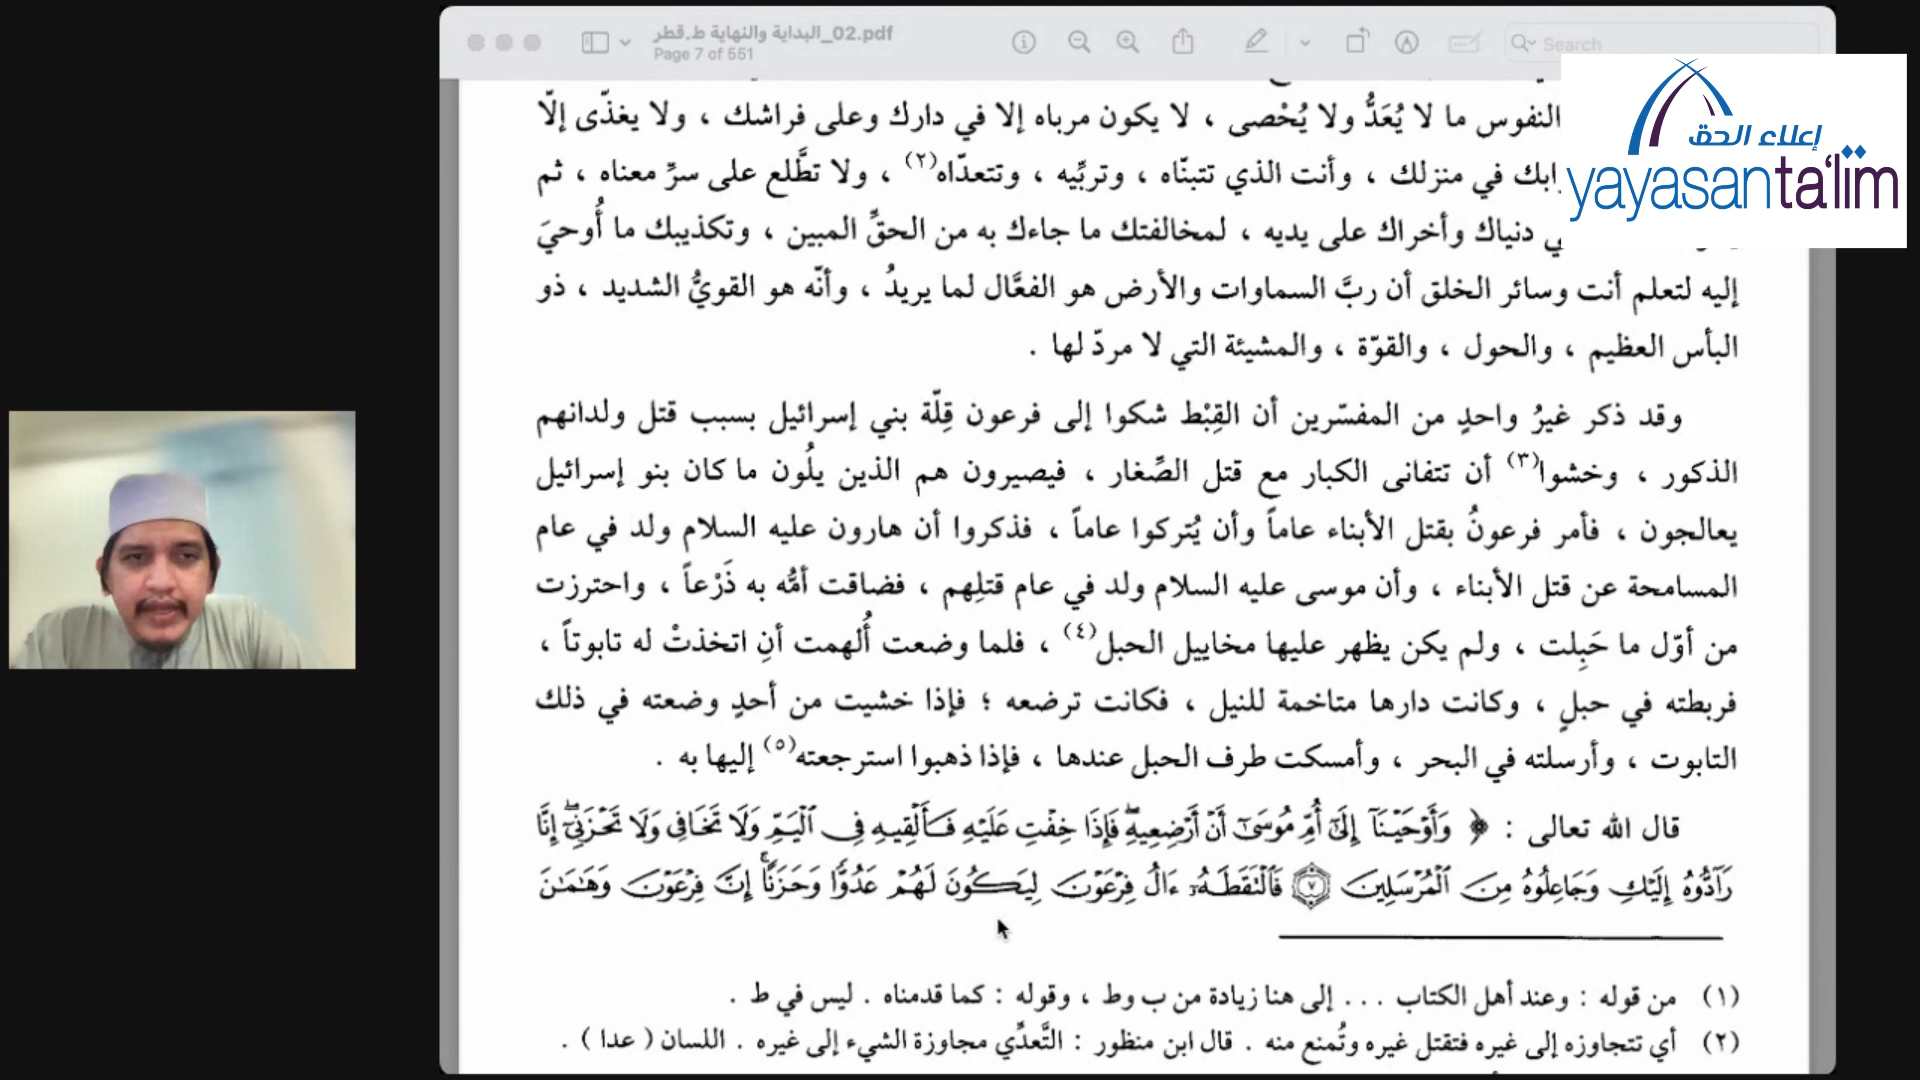 البداية والنهاية ط.قطر_02.pdf
Page 7 of 551
Search
إعلاء الحق
yayasanta'lim
النفوس ما لا يُعَدُّ ولا يُحْصى ، لا يكون مرباه إلا في دارك وعلى فراشك ، ولا يغذّى إلّا
في منزلك ، وأنت الذي تتبنّاه ، وتربِّيه ، وتتعدّاه(٢) ، ولا تطَّلع على سرِّ معناه ، ثم
دنياك وأخراك على يديه ، لمخالفتك ما جاءك به من الحقِّ المبين ، وتكذيبك ما أُوحيَ
إليه لتعلم أنت وسائر الخلق أن ربَّ السماوات والأرض هو الفعَّال لما يريدُ ، وأنّه هو القويُّ الشديد ، ذو
البأس العظيم ، والحول ، والقوّة ، والمشيئة التي لا مردّ لها .
وقد ذكر غيرُ واحدٍ من المفسّرين أن القِبْط شكوا إلى فرعون قِلّة بني إسرائيل بسبب قتل ولدانهم
الذكور ، وخشوا(٣) أن تتفانى الكبار مع قتل الصِّغار ، فيصيرون هم الذين يلُون ما كان بنو إسرائيل
يعالجون ، فأمر فرعونُ بقتل الأبناء عاماً وأن يُتركوا عاماً ، فذكروا أن هارون عليه السلام ولد في عام
المسامحة عن قتل الأبناء ، وأن موسى عليه السلام ولد في عام قتلِهم ، فضاقت أمُّه به ذَرْعاً ، واحترزت
من أوّل ما حَبِلت ، ولم يكن يظهر عليها مخاييل الحبل(٤) ، فلما وضعت أُلهمت أنِ اتخذتْ له تابوتاً ،
فربطته في حبلٍ ، وكانت دارها متاخمة للنيل ، فكانت ترضعه ؛ فإذا خشيت من أحدٍ وضعته في ذلك
التابوت ، وأرسلته في البحر ، وأمسكت طرف الحبل عندها ، فإذا ذهبوا استرجعته(٥) إليها به .
قال الله تعالى : ﴿ وَأَوْحَيْنَآ إِلَىٰٓ أُمِّ مُوسَىٰٓ أَنْ أَرْضِعِيهِۖ فَإِذَا خِفْتِ عَلَيْهِ فَأَلْقِيهِ فِى ٱلْيَمِّ وَلَا تَخَافِى وَلَا تَحْزَنِىٓۖ إِنَّا
رَآدُّوهُ إِلَيْكِ وَجَاعِلُوهُ مِنَ ٱلْمُرْسَلِينَ ٧ فَٱلْتَقَطَهُۥٓ ءَالُ فِرْعَوْنَ لِيَكُونَ لَهُمْ عَدُوًّا وَحَزَنًاۗ إِنَّ فِرْعَوْنَ وَهَٰمَٰنَ
(١) من قوله : وعند أهل الكتاب . . . إلى هنا زيادة من ب وط ، وقوله : كما قدمناه . ليس في ط .
(٢) أي تتجاوزه إلى غيره فتقتل غيره وتُمنع منه . قال ابن منظور : التَّعدِّي مجاوزة الشيء إلى غيره . اللسان ( عدا ) .